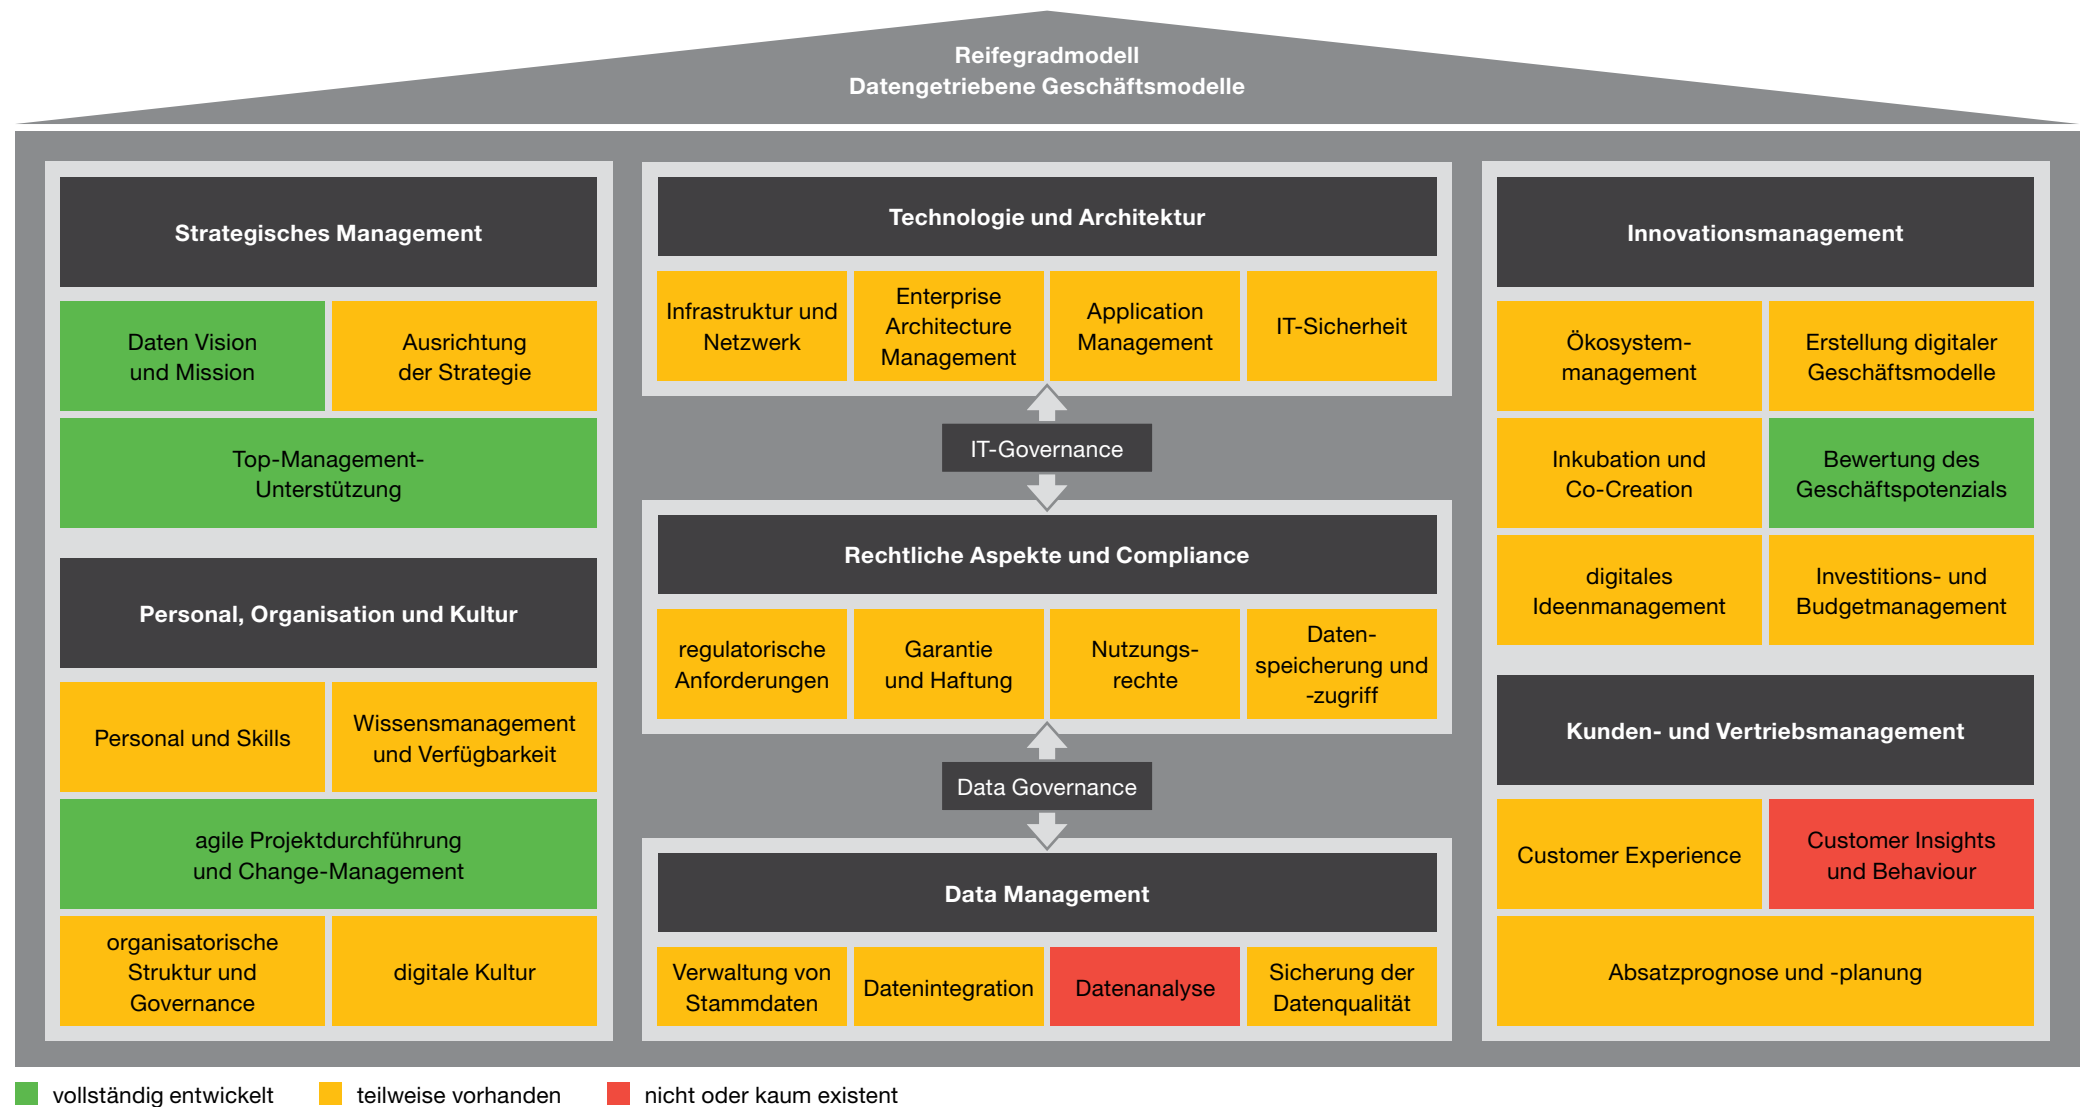 Reifegradmodell
Datengetriebene Geschäftsmodelle
Strategisches Management
Daten Vision
und Mission
Ausrichtung
der Strategie
Top-Management-
Unterstützung
Personal, Organisation und Kultur
Personal und Skills
Wissensmanagement
und Verfügbarkeit
agile Projektdurchführung
und Change-Management
organisatorische
Struktur und
Governance
digitale Kultur
Technologie und Architektur
Infrastruktur und
Netzwerk
Enterprise
Architecture
Management
Application
Management
IT-Sicherheit
IT-Governance
Rechtliche Aspekte und Compliance
regulatorische
Anforderungen
Garantie
und Haftung
Nutzungs-
rechte
Daten-
speicherung und
-zugriff
Data Governance
Data Management
Verwaltung von
Stammdaten
Datenintegration
Datenanalyse
Sicherung der
Datenqualität
Innovationsmanagement
Ökosystem-
management
Erstellung digitaler
Geschäftsmodelle
Inkubation und
Co-Creation
Bewertung des
Geschäftspotenzials
digitales
Ideenmanagement
Investitions- und
Budgetmanagement
Kunden- und Vertriebsmanagement
Customer Experience
Customer Insights
und Behaviour
Absatzprognose und -planung
vollständig entwickelt
teilweise vorhanden
nicht oder kaum existent